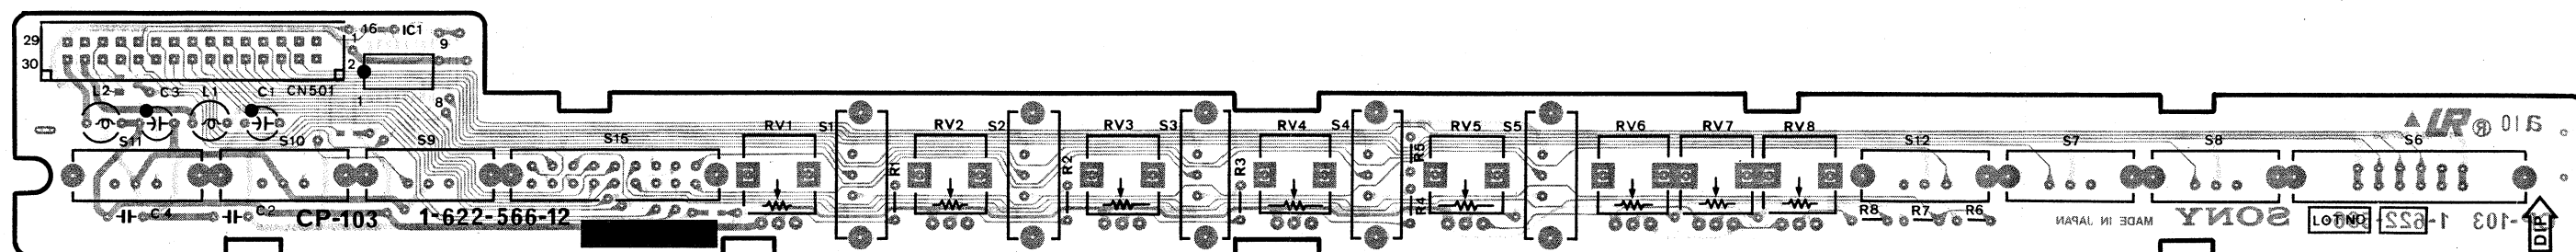 29
30
1
2
16
IC1
9
L2
C3
L1
C1
CN501
1
8
S11
S10
S9
S15
RV1
S1
RV2
S2
RV3
S3
RV4
S4
RV5
S5
RV6
RV7
RV8
S12
S7
S8
S6
R1
R2
R3
R5
R4
C4
C2
CP-103
1-622-566-12
R8
R7
R6
MADE IN JAPAN
SONY
LOT NO
1-622-
-103
DIP